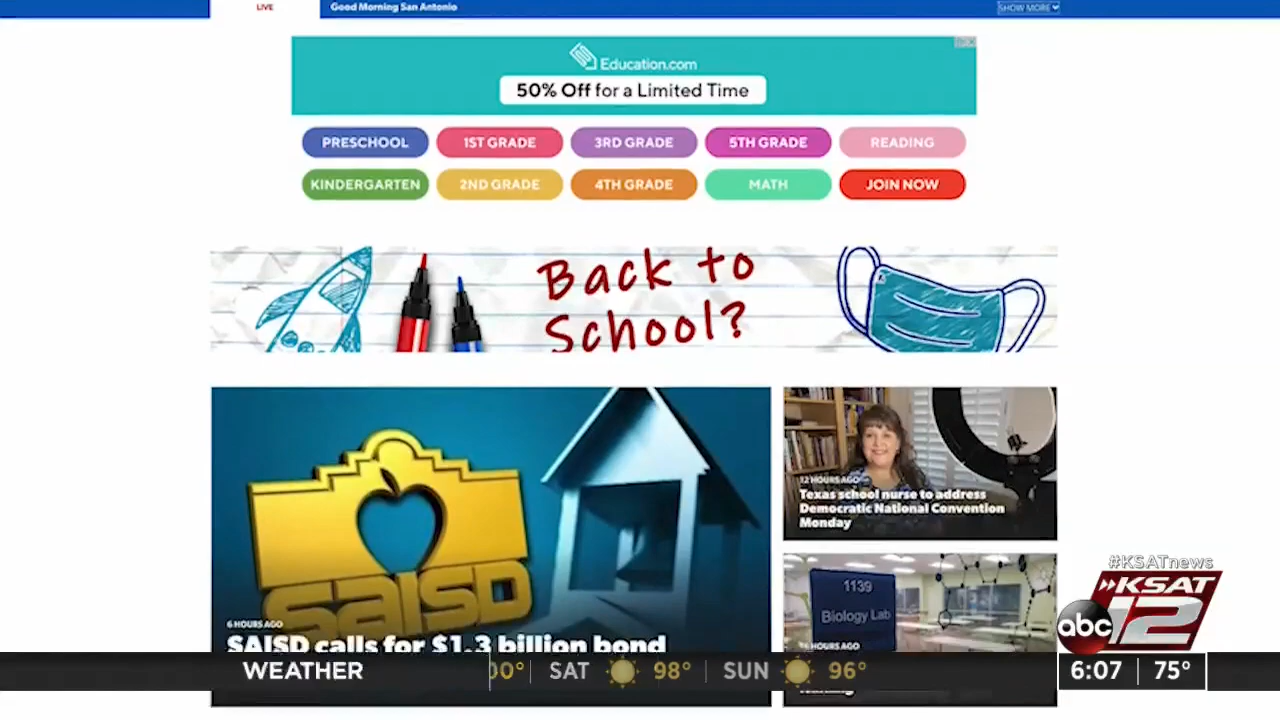 LIVE
Good Morning San Antonio
SHOW MORE
Education.com
50% Off for a Limited Time
PRESCHOOL
1ST GRADE
3RD GRADE
5TH GRADE
READING
KINDERGARTEN
2ND GRADE
4TH GRADE
MATH
JOIN NOW
Back to
School?
SAISD
6 HOURS AGO
SAISD calls for $1.3 billion bond
12 HOURS AGO
Texas school nurse to address
Democratic National Convention
Monday
1139
Biology Lab
HOURS AGO
#KSATnews
KSAT
abc 12
WEATHER
00° SAT 98° SUN 96°
6:07 75°